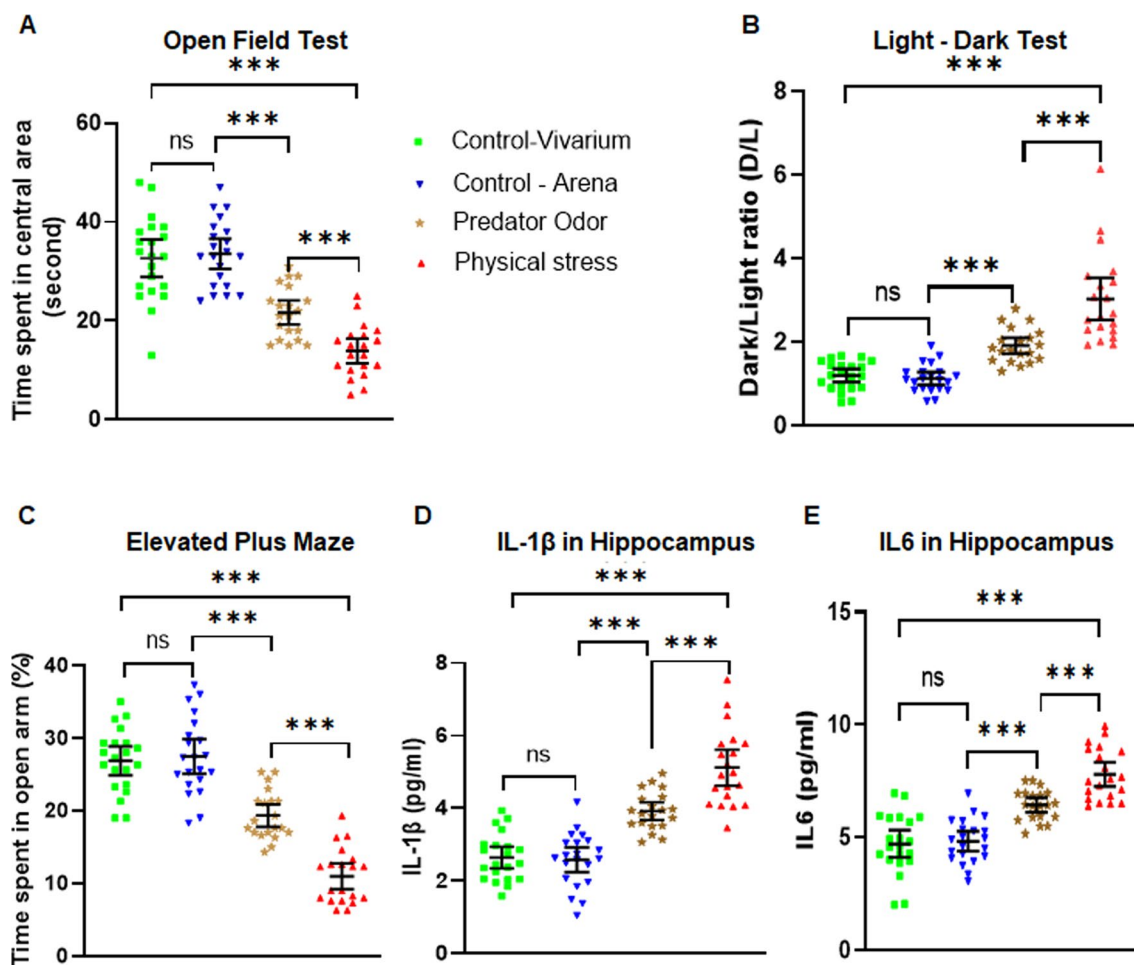 A
Open Field Test
***
***
ns
***
60
40
20
0
Time spent in central area
(second)
Control-Vivarium
Control - Arena
Predator Odor
Physical stress
B
Light - Dark Test
***
***
***
ns
8
6
4
2
0
Dark/Light ratio (D/L)
C
Elevated Plus Maze
***
***
ns
***
40
30
20
10
0
Time spent in open arm (%)
D
IL-1β in Hippocampus
***
***
***
ns
8
6
4
2
0
IL-1β (pg/ml)
E
IL6 in Hippocampus
***
***
ns
***
15
10
5
0
IL6 (pg/ml)